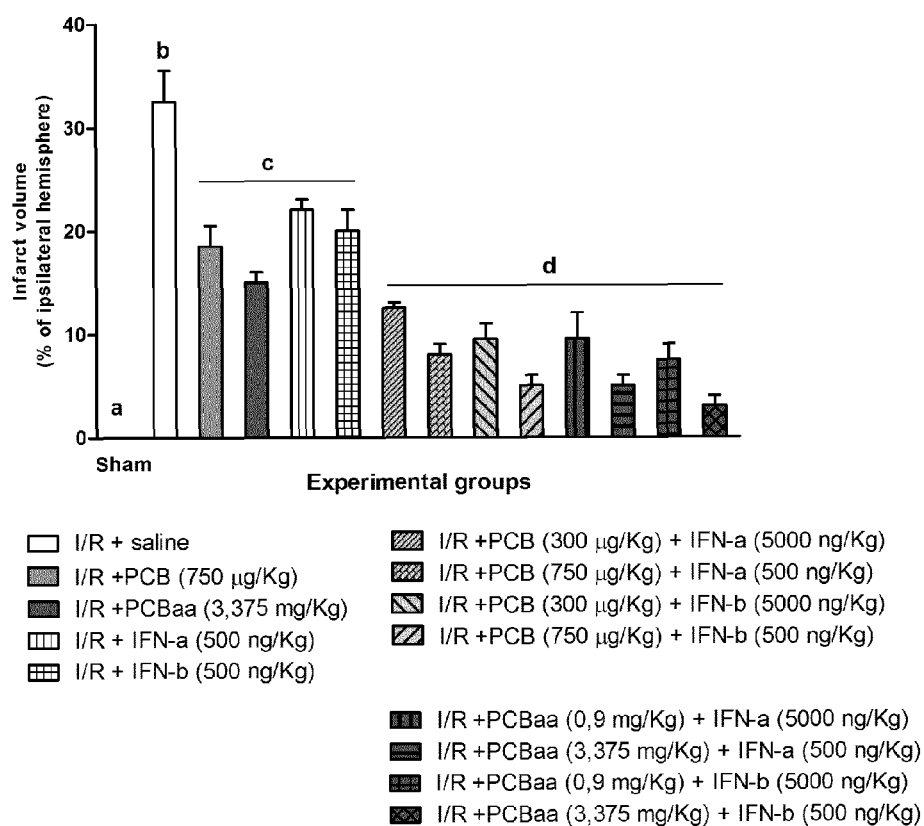 Infarct volume
(% of ipsilateral hemisphere)
40
30
20
10
0
a
b
c
d
Sham
Experimental groups
I/R + saline
I/R +PCB (750 μg/Kg)
I/R +PCBaa (3,375 mg/Kg)
I/R + IFN-a (500 ng/Kg)
I/R + IFN-b (500 ng/Kg)
I/R +PCB (300 μg/Kg) + IFN-a (5000 ng/Kg)
I/R +PCB (750 μg/Kg) + IFN-a (500 ng/Kg)
I/R +PCB (300 μg/Kg) + IFN-b (5000 ng/Kg)
I/R +PCB (750 μg/Kg) + IFN-b (500 ng/Kg)
I/R +PCBaa (0,9 mg/Kg) + IFN-a (5000 ng/Kg)
I/R +PCBaa (3,375 mg/Kg) + IFN-a (500 ng/Kg)
I/R +PCBaa (0,9 mg/Kg) + IFN-b (5000 ng/Kg)
I/R +PCBaa (3,375 mg/Kg) + IFN-b (500 ng/Kg)